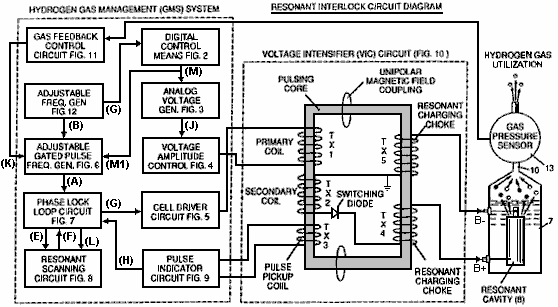 HYDROGEN GAS MANAGEMENT (GMS) SYSTEM
RESONANT INTERLOCK CIRCUIT DIAGRAM
GAS FEEDBACK
CONTROL
CIRCUIT FIG. 11
DIGITAL
CONTROL
MEANS FIG. 2
(M)
ADJUSTABLE
FREQ. GEN
FIG.12
(G)
ANALOG
VOLTAGE
GEN. FIG. 3
(B)
(J)
(K)
ADJUSTABLE
GATED PULSE
FREQ. GEN. FIG. 6
(M1)
VOLTAGE
AMPLITUDE
CONTROL FIG. 4
(A)
PHASE LOCK
LOOP CIRCUIT
FIG. 7
(G)
CELL DRIVER
CIRCUIT FIG. 5
(E)
(F)
(L)
(H)
RESONANT
SCANNING
CIRCUIT FIG. 8
PULSE
INDICATOR
CIRCUIT FIG. 9
VOLTAGE INTENSIFIER (VIC) CIRCUIT (FIG. 10 )
PULSING
CORE
UNIPOLAR
MAGNETIC FIELD
COUPLING
RESONANT
CHARGING
CHOKE
PRIMARY
COIL
TX1
TX5
SECONDARY
COIL
TX2
SWITCHING
DIODE
TX3
TX4
PULSE
PICKUP
COIL
RESONANT
CHARGING
CHOKE
HYDROGEN GAS
UTILIZATION
GAS
PRESSURE
SENSOR
13
10
7
B-
B+
RESONANT
CAVITY (8)